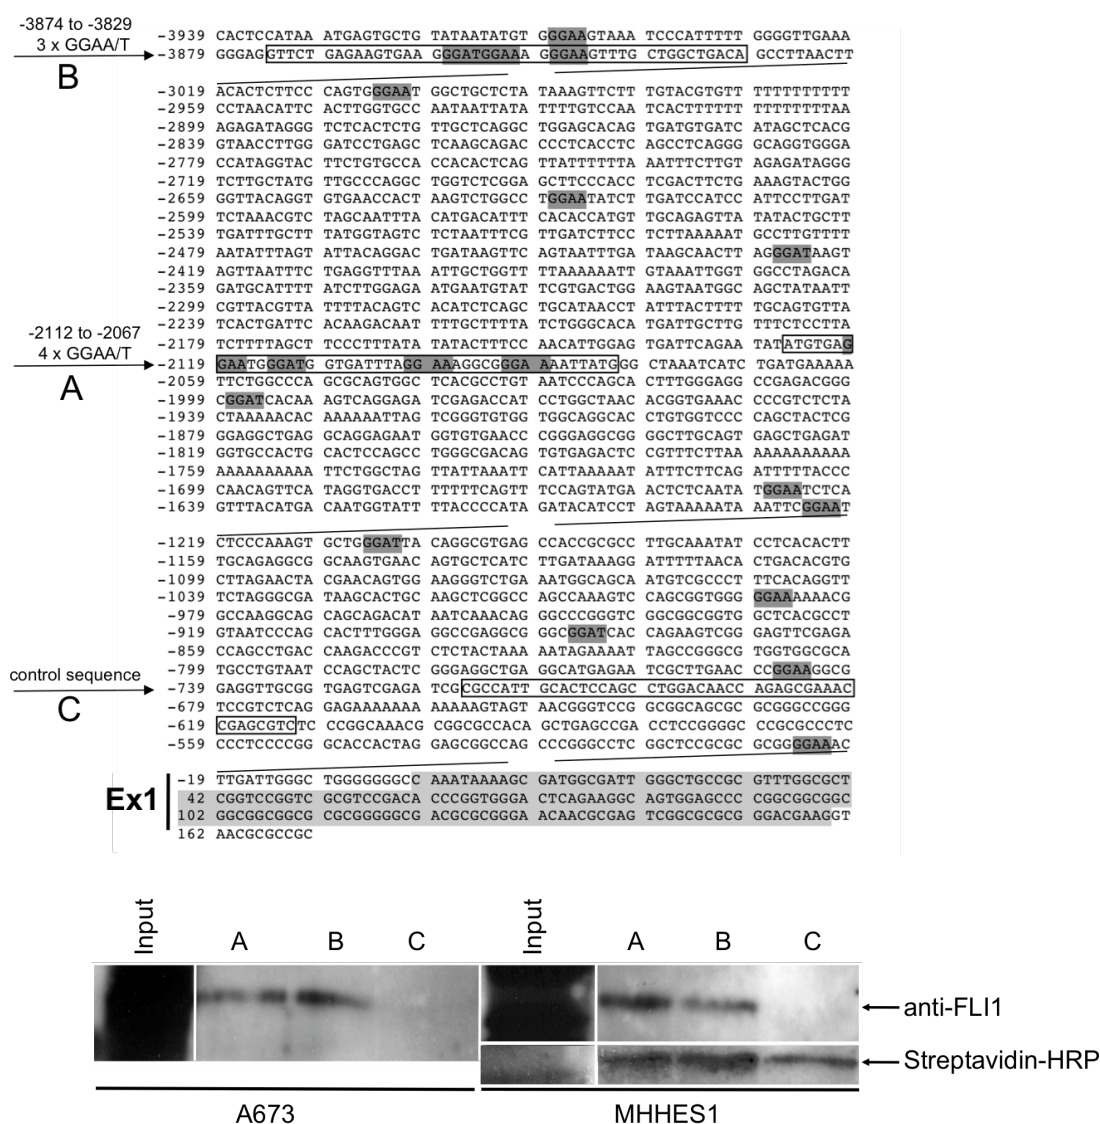 -3874 to -3829
3 x GGAA/T
B
-3939 CACTCCATAA ATGAGTGCTG TATAATATGT GGGAAGTAAA TCCCATTTTT GGGGTTGAAA
-3879 GGGAGGTTCT GAGAAGTGAAG GGATGGAAA GGGAAGTTTGC TGGCTGACA GCCTTAACTT
-3019 ACACTCTTCC CAGTGGGAAT GGCTGCTCTA TAAAGTTCTT TGTACGTGTT TTTTTTTTTT
-2959 CCTAACATTC ACTTGGTGCC AATAATTATA TTTTGTCCAA TCACTTTTTT TTTTTTTTAA
-2899 AGAGATAGGG TCTCACTCTG TTGCTCAGGC TGGAGCACAG TGATGTGATC ATAGCTCACG
-2839 GTAACCTTGG GATCCTGAGC TCAAGCAGAC CCCTCACCTC AGCCTCAGGG GCAGGTGGGA
-2779 CCATAGGTAC TTCTGTGCCA CCACACTCAG TTATTTTTTA AATTTCTTGT AGAGATAGGG
-2719 TCTTGCTATG TTGCCCAGGC TGGTCTCGGA GCTTCCCACC TCGACTTCTG AAAGTACTGG
-2659 GGTTACAGGT GTGAACCACT AAGTCTGGCC TGGAATATCT TGATCCATCC ATTCCTTGAT
-2599 TCTAAACGTC TAGCAATTTA CATGACATTT CACACCATGT TGCAGAGTTA TATACTGCTT
-2539 TGATTTGCTT TATGGTAGTC TCTAATTTCG TTGATCTTCC TCTTAAAAAT GCCTTGTTTT
-2479 AATATTTAGT ATTACAGGAC TGATAAGTTC AGTAATTTGA TAAGCAACTT AGGGATAAGT
-2419 AGTTAATTTC TGAGGTTTAA ATTGCTGGTT TTAAAAAATT GTAAATTGGT GGCCTAGACA
-2359 GATGCATTTT ATCTTGGAGA ATGAATGTAT TCGTGACTGG AAGTAATGGC AGCTATAATT
-2299 CGTTACGTTA TTTTACAGTC ACATCTCAGC TGCATAACCT ATTTACTTTT TGCAGTGTTA
-2239 TCACTGATTC ACAAGACAAT TTTGCTTTTA TCTGGGCACA TGATTGCTTG TTTCTCCTTA
-2179 TCTTTTAGCT TCCCTTTATA TATACTTTCC AACATTGGAG TGATTCAGAA TATATGTGAG
-2112 to -2067
4 x GGAA/T
A
-2119 GAATGGGATG GTGATTTAGG AAAGGCGGGA AAATTATGGG CTAAATCATC TGATGAAAAA
-2059 TTCTGGCCCA GCGCAGTGGC TCACGCCTGT AATCCCAGCA CTTTGGGAGG CCGAGACGGG
-1999 CGGATCACAA AGTCAGGAGA TCGAGACCAT CCTGGCTAAC ACGGTGAAAC CCCGTCTCTA
-1939 CTAAAAACAC AAAAAATTAG TCGGGTGTGG TGGCAGGCAC CTGTGGTCCC CAGCTACTCG
-1879 GGAGGCTGAG GCAGGAGAAT GGTGTGAACC CGGGAGGCGG GGCTTGCAGT GAGCTGAGAT
-1819 GGTGCCACTG CACTCCAGCC TGGGCGACAG TGTGAGACTC CGTTTCTTAA AAAAAAAAAA
-1759 AAAAAAAAAA TTCTGGCTAG TTATTAAATT CATTAAAAAT ATTTCTTCAG ATTTTTACCC
-1699 CAACAGTTCA TAGGTGACCT TTTTTCAGTT TCCAGTATGA ACTCTCAATA TGGAATCTCA
-1639 GTTTACATGA CAATGGTATT TTACCCCATA GATACATCCT TAGTAAAAATA AATTCGGAAT
-1219 CTCCCAAAGT GCTGGGATTA CAGGCGTGAG CCACCGCGCC TTGCAAATAT CCTCACACTT
-1159 TGCAGAGGCG GCAAGTGAAC AGTGCTCATC TTGATAAAGG ATTTTTAACA CTGACACGTG
-1099 CTTAGAACTA CGAACAGTGG AAGGGTCTGA AATGGCAGCA ATGTCGCCCT TTCACAGGTT
-1039 TCTAGGGCGA TAAGCACTGC AAGCTCGGCC AGCCAAAGTC CAGCGGTGGG GGAAAAAACG
-979 GCCAAGGCAG CAGCAGACAT AATCAAACAG GGCCCGGGTC GGCGGCGGTG GCTCACGCCT
-919 GTAATCCCAG CACTTTGGGA GGCCGAGGCG GGCGGATCAC CAGAAGTCGG GAGTTCGAGA
-859 CCAGCCTGAC CAAGACCCGT CTCTACTAAA AATAGAAAAT TAGCCGGGCG TGGTGGCGCA
-799 TGCCTGTAAT CCAGCTACTC GGGAGGCTGA GGCATGAGAA TCGCTTGAAC CCGGAAGGCG
control sequence
C
-739 GAGGTTGCGG TGAGTCGAGA TCGCGCCATT GCACTCCAGC CTGGACAACC AGAGCGAAAC
-679 TCCGTCTCAG GAGAAAAAAA AAAAAGTAGT AACGGGTCCG GCGGCAGCGC GCGGGCCGGG
-619 CGAGCGTCTC CCGGCAAACG CGGCGCCACA GCTGAGCCGA CCTCCGGGGC CCGCGCCCTC
-559 CCCCTCCCCG GCACCACTAG GAGCGGCCAG CCCGGGCCTC GGCTCCGCGC GCGGGGAAAC
Ex1
-19 TTGATTGGGC TGGGGGGGCC AAATAAAAGC GATGGCGATT GGGCTGCCGC GTTTGGCGCT
42 CGGTCCGGTC GCGTCCGACA CCCGGTGGGA CTCAGAAGGC AGTGGAGCCC CGGCGGCGGC
102 GGCGGCGGCG GCGCGGGGGC GACGCGCGGG ACAACGCGAG TCGGCGCGCG GGACGAAGGT
162 AACGCGCCGC
Input A B C Input A B C
anti-FLI1
Streptavidin-HRP
A673 MHHES1